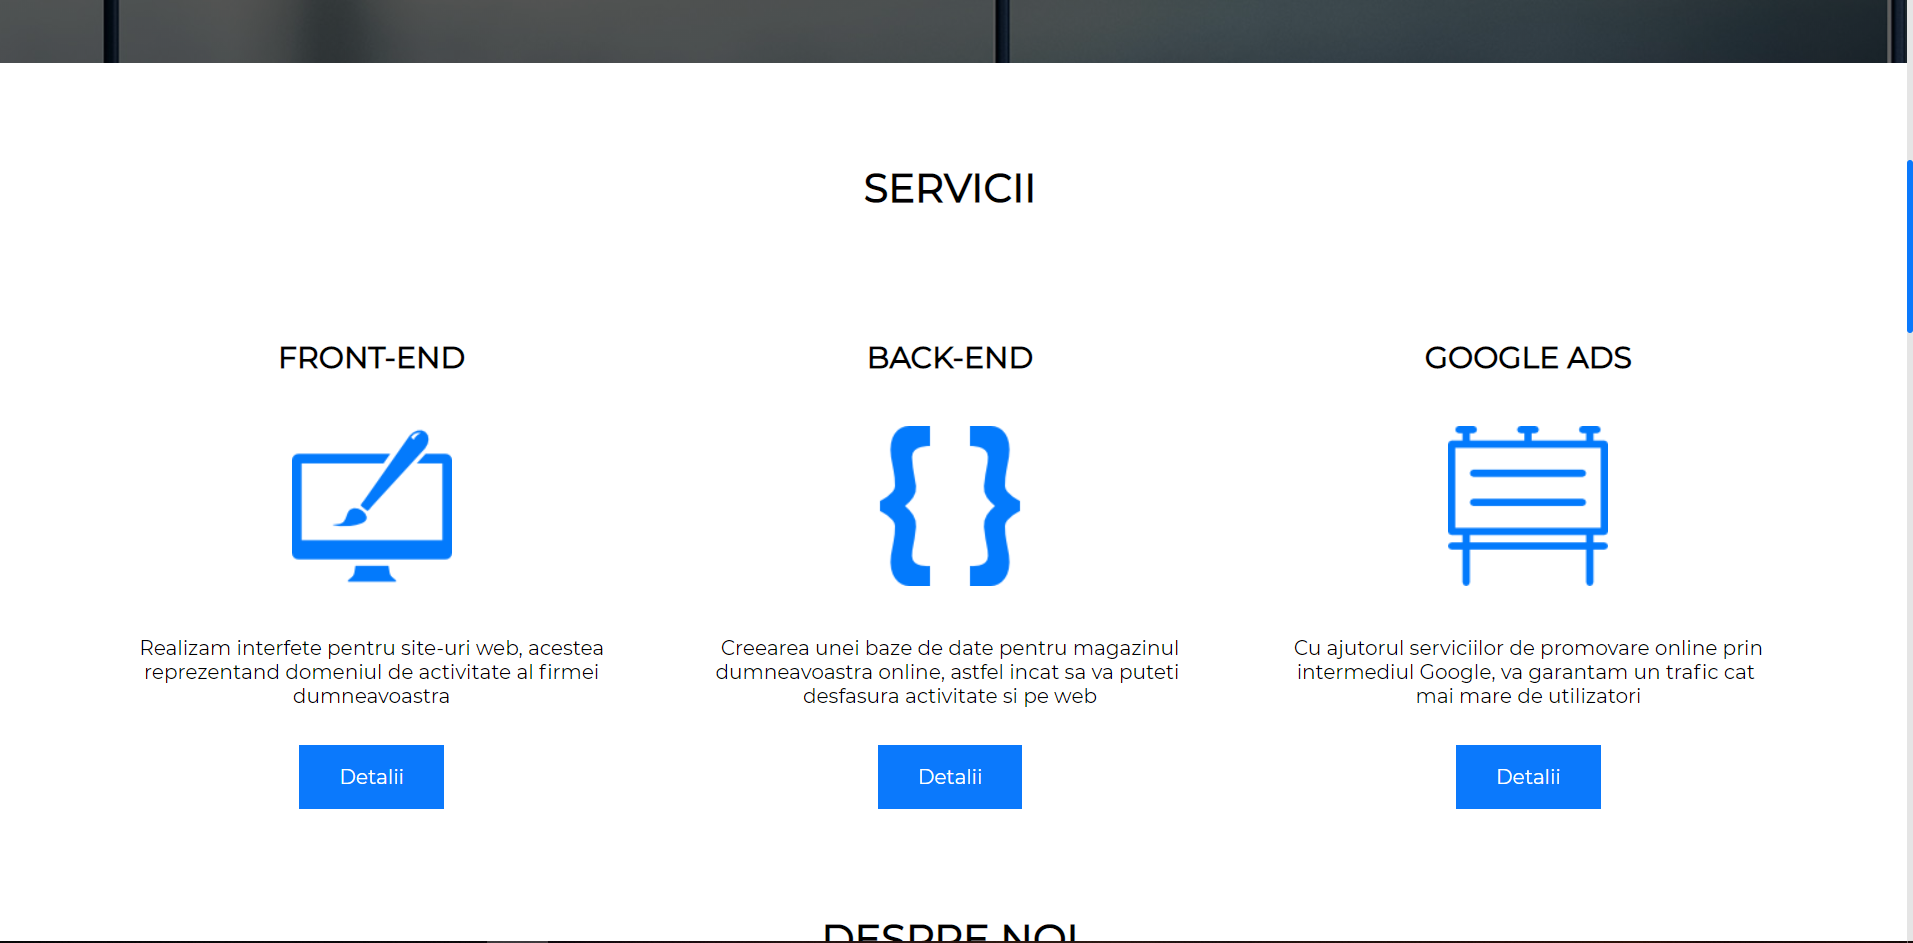 SERVICII
FRONT-END
BACK-END
GOOGLE ADS
Realizam interfete pentru site-uri web, acestea
reprezentand domeniul de activitate al firmei
dumneavoastra
Creearea unei baze de date pentru magazinul
dumneavoastra online, astfel incat sa va puteti
desfasura activitate si pe web
Cu ajutorul serviciilor de promovare online prin
intermediul Google, va garantam un trafic cat
mai mare de utilizatori
Detalii
Detalii
Detalii
DESPRE NOI